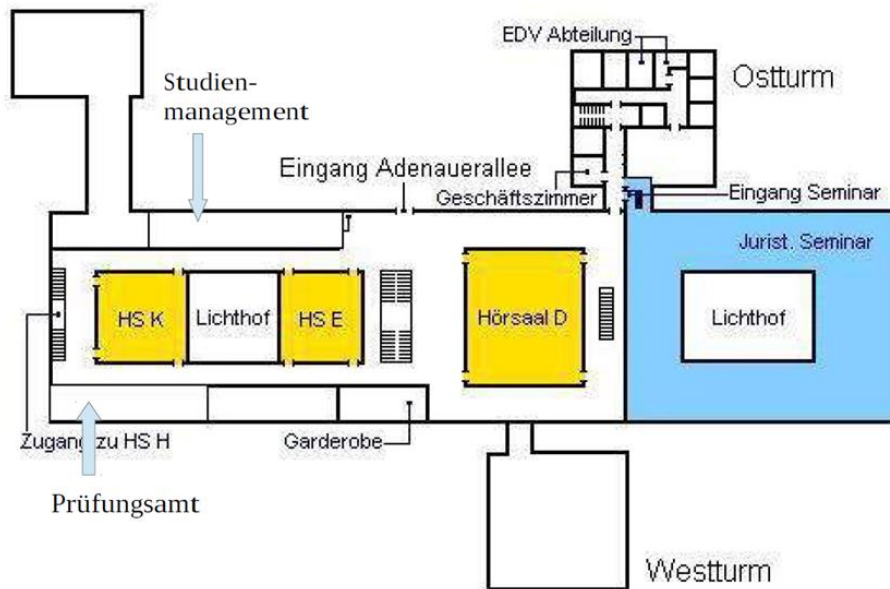 EDV Abteilung
Ostturm
Studien-
management
Eingang Adenauerallee
Geschäftszimmer
Eingang Seminar
Jurist. Seminar
HS K
Lichthof
HS E
Hörsaal D
Lichthof
Zugang zu HS H
Garderobe
Prüfungsamt
Westturm